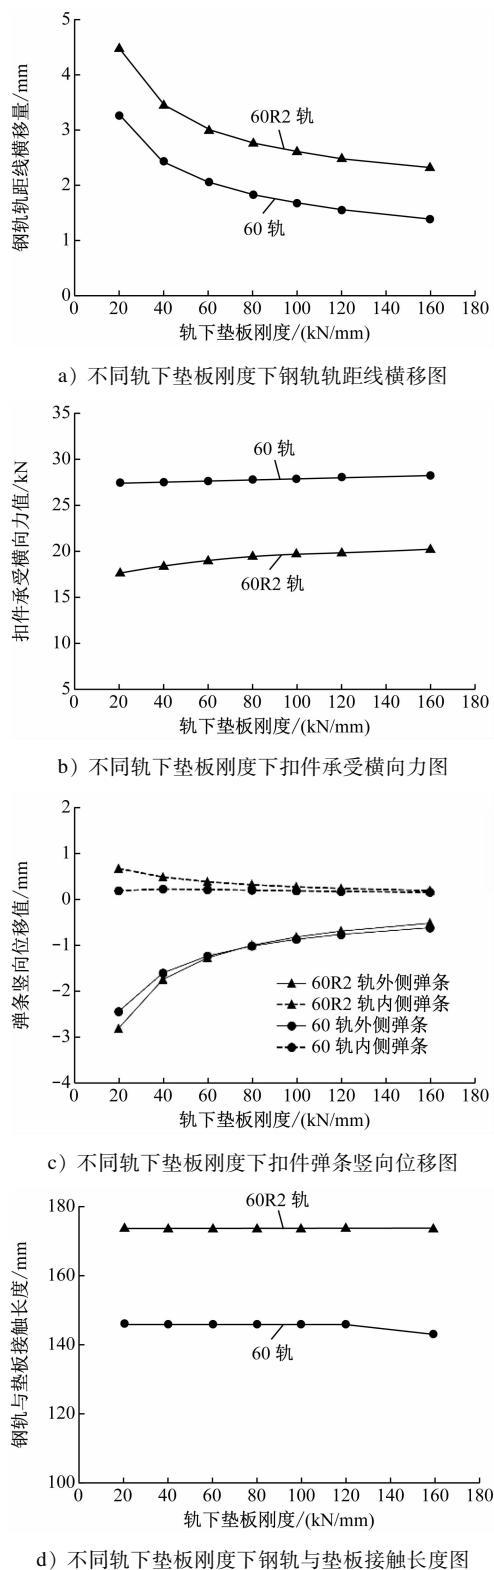 5
4
3
2
1
0
钢轨轨距线横移量/mm
60R2 轨
60 轨
20 40 60 80 100 120 140 160 180
轨下垫板刚度/(kN/mm)
a）不同轨下垫板刚度下钢轨轨距线横移图
35
30
25
20
15
10
5
扣件承受横向力值/kN
60 轨
60R2 轨
0 20 40 60 80 100 120 140 160 180
轨下垫板刚度/(kN/mm)
b）不同轨下垫板刚度下扣件承受横向力图
2
1
0
−1
−2
−3
−4
弹条竖向位移值/mm
60R2 轨外侧弹条
60R2 轨内侧弹条
60 轨外侧弹条
60 轨内侧弹条
0 20 40 60 80 100 120 140 160 180
轨下垫板刚度/(kN/mm)
c）不同轨下垫板刚度下扣件弹条竖向位移图
180
160
140
120
100
钢轨与垫板接触长度/mm
60R2 轨
60 轨
0 20 40 60 80 100 120 140 160 180
轨下垫板刚度/(kN/mm)
d）不同轨下垫板刚度下钢轨与垫板接触长度图